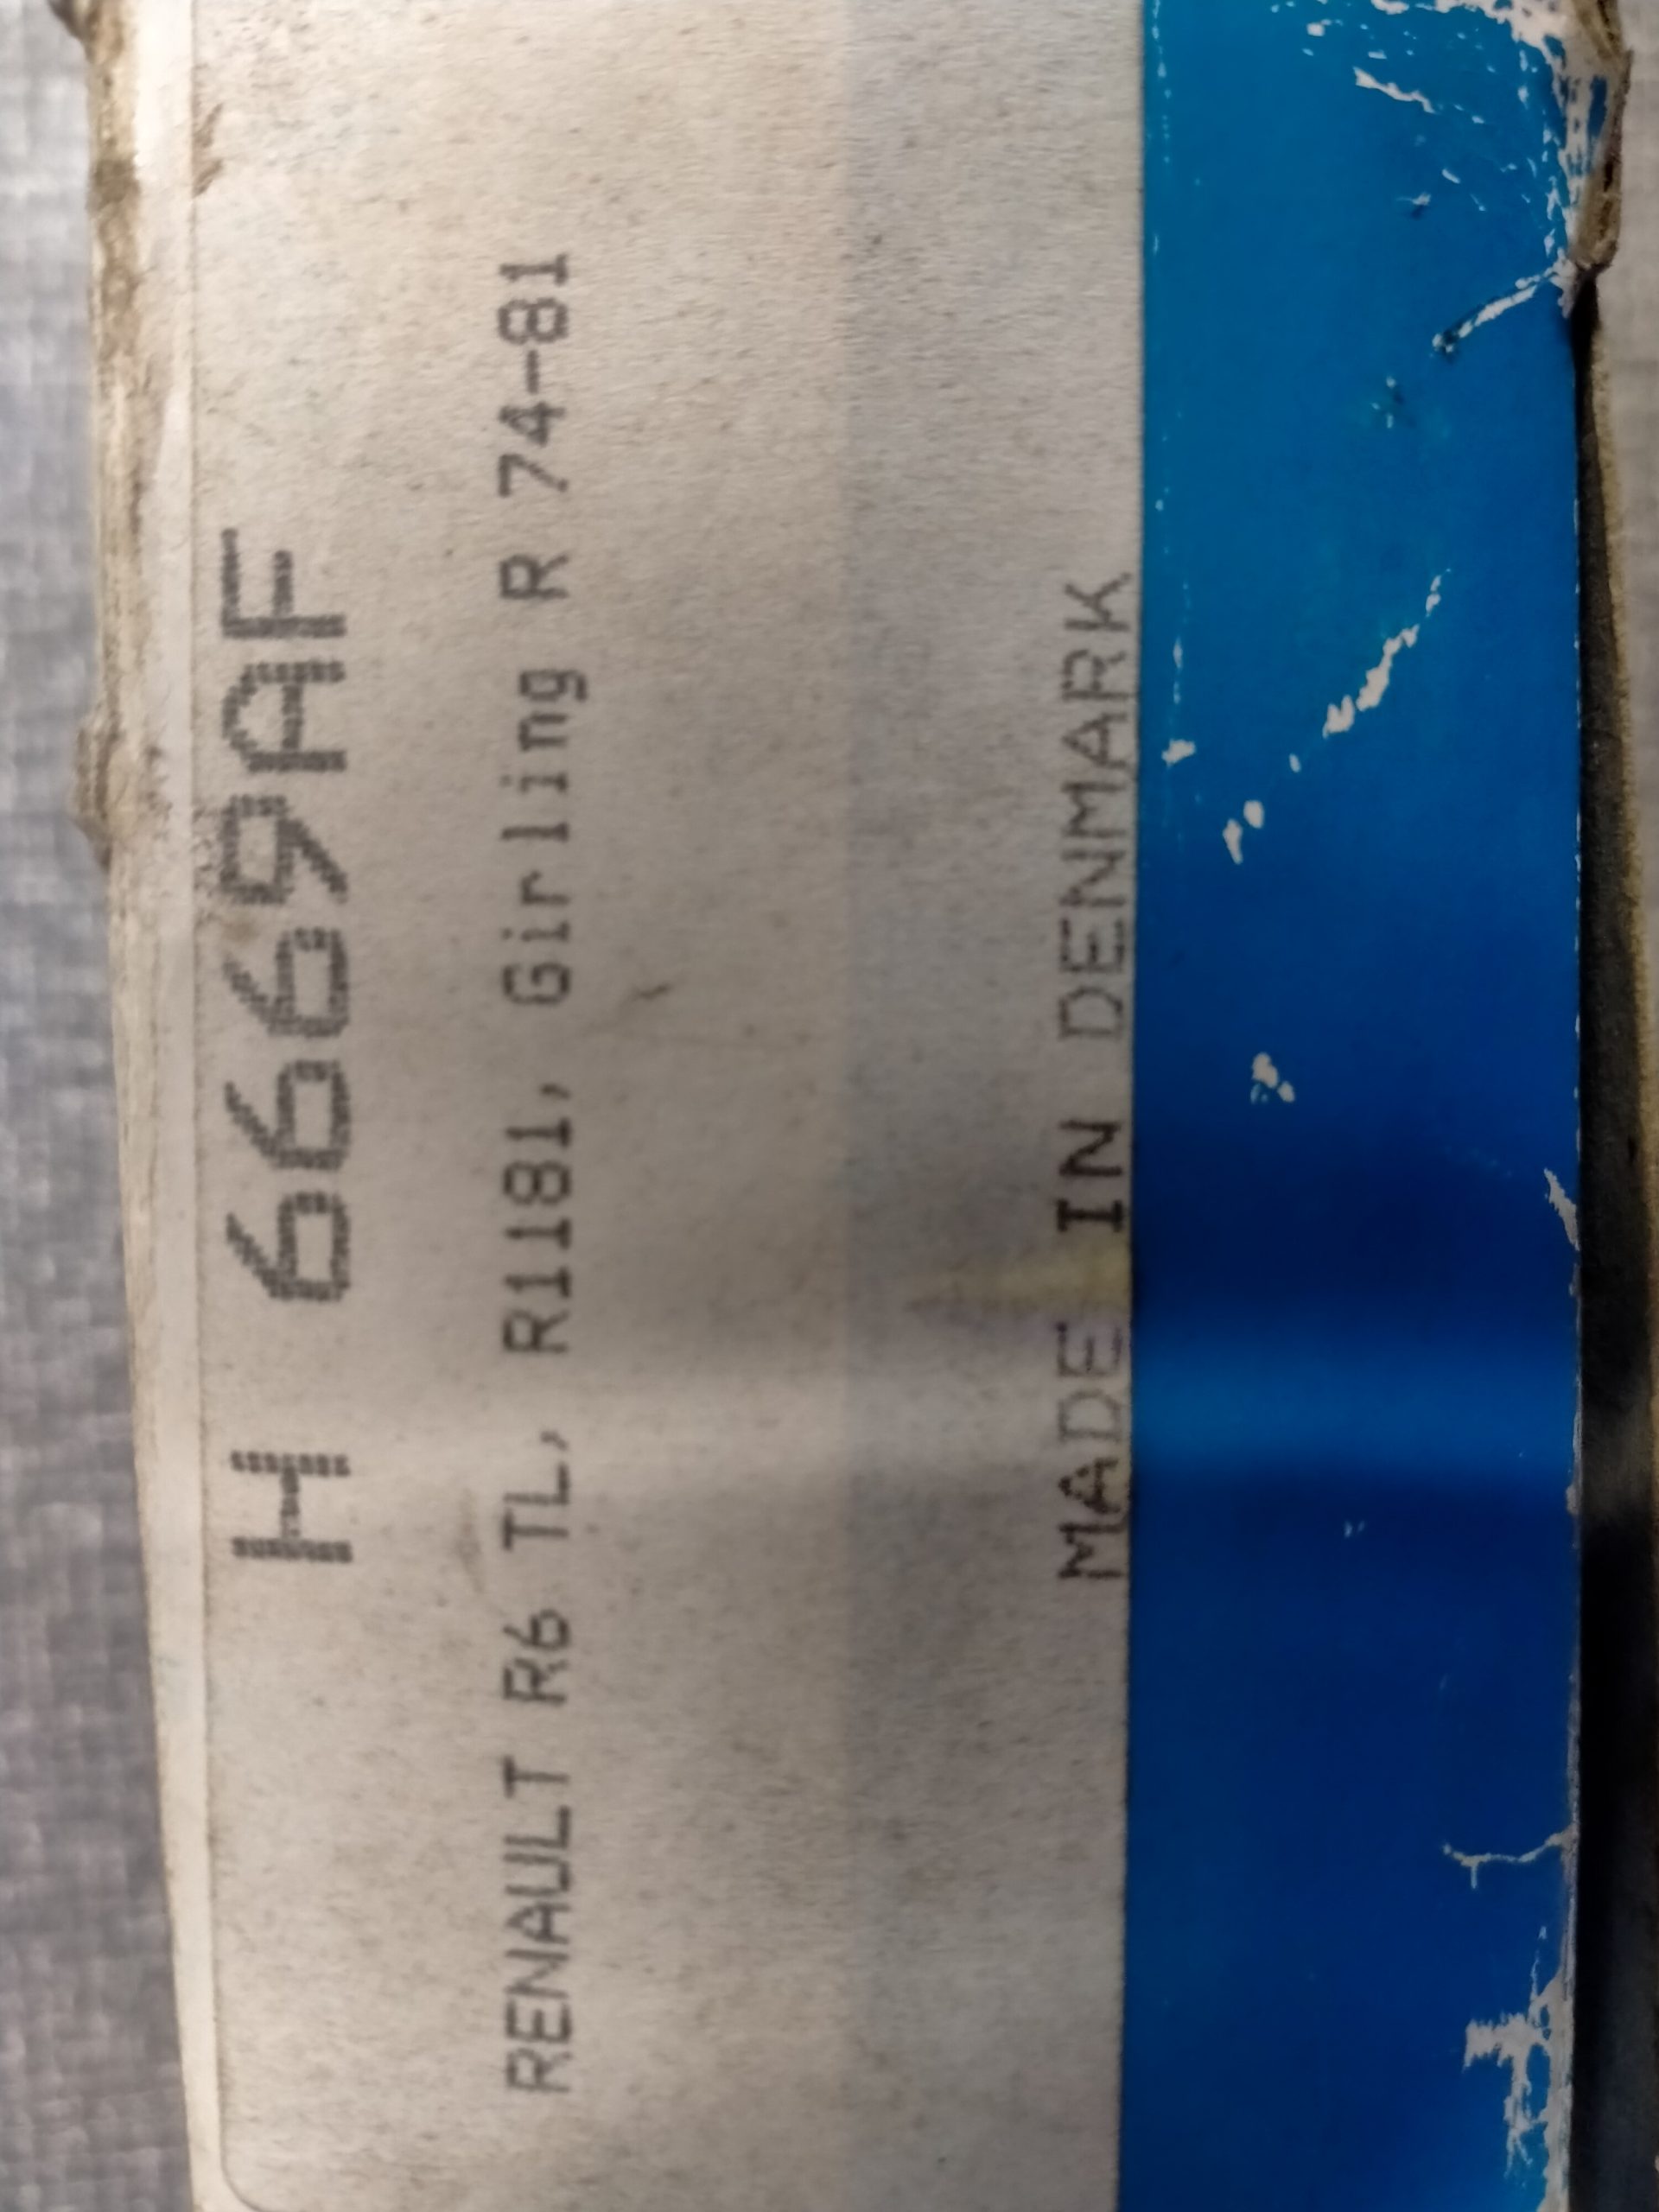 H 6669AF
RENAULT R6 TL, R1181, Girling R 74-81
MADE IN DENMARK